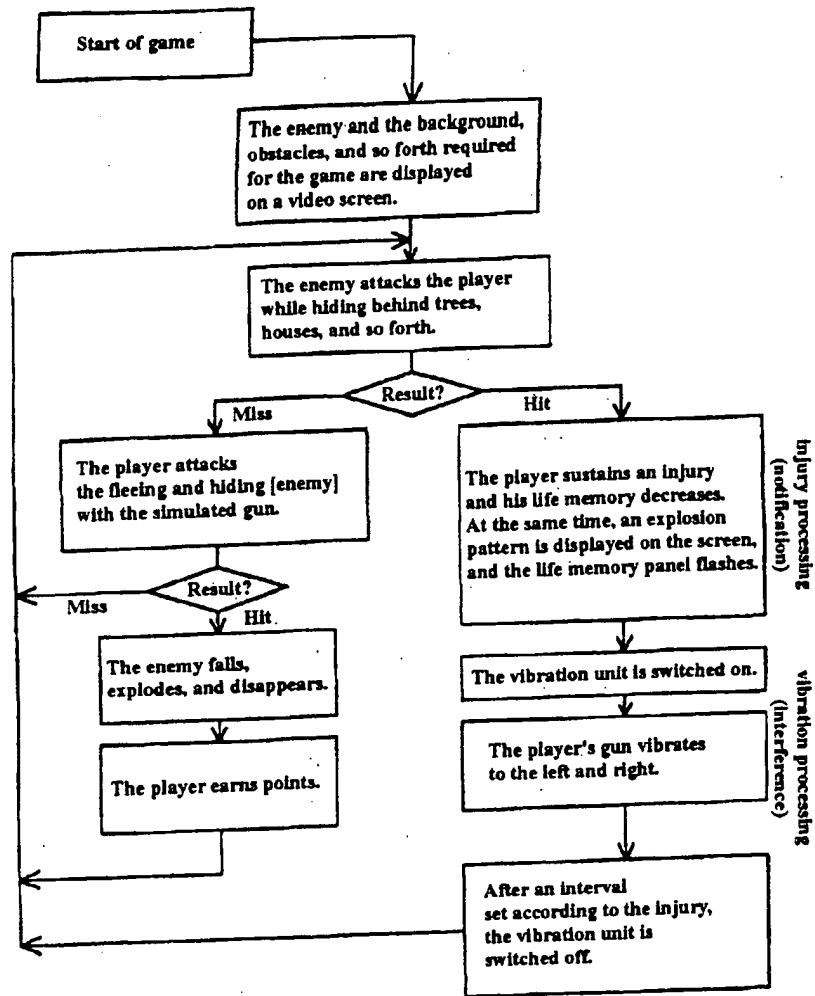 Start of game
The enemy and the background,
obstacles, and so forth required
for the game are displayed
on a video screen.
The enemy attacks the player
while hiding behind trees,
houses, and so forth.
Result?
Miss
Hit
The player attacks
the fleeing and hiding [enemy]
with the simulated gun.
Result?
Miss
Hit
The enemy falls,
explodes, and disappears.
The player earns points.
The player sustains an injury
and his life memory decreases.
At the same time, an explosion
pattern is displayed on the screen,
and the life memory panel flashes.
injury processing
(notification)
The vibration unit is switched on.
The player's gun vibrates
to the left and right.
vibration processing
(interference)
After an interval
set according to the injury,
the vibration unit is
switched off.